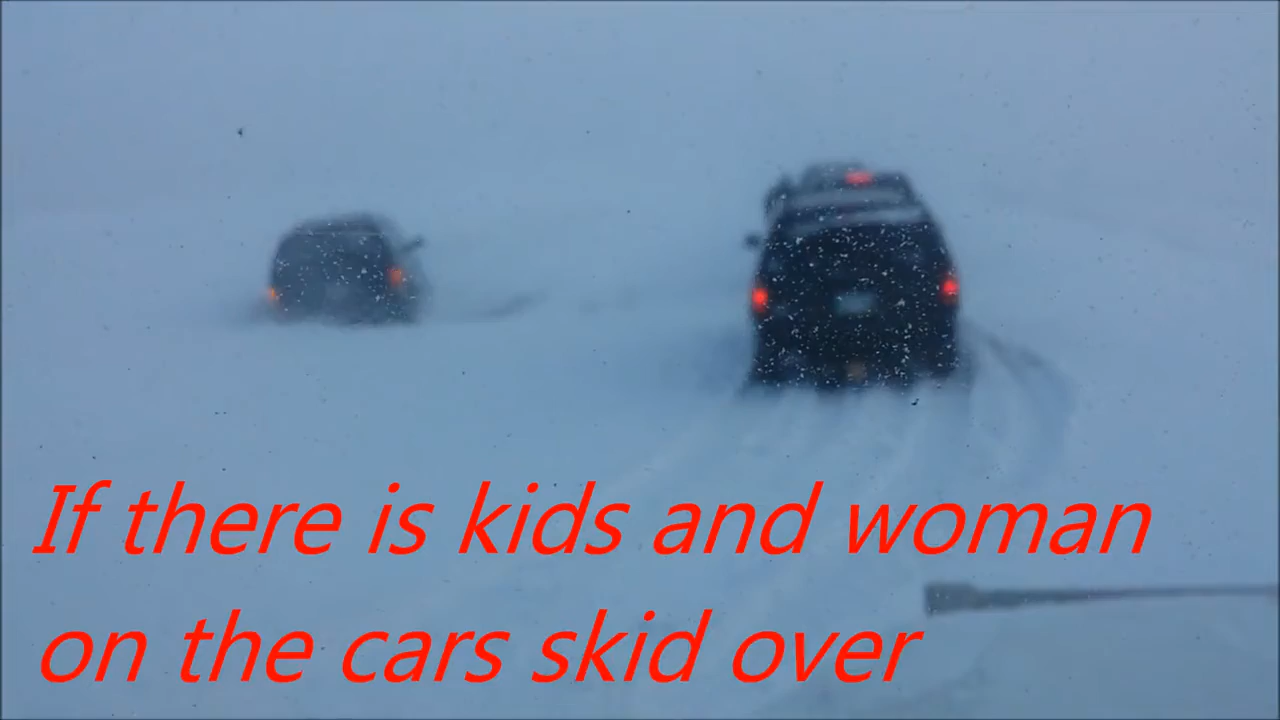 If there is kids and woman
on the cars skid over